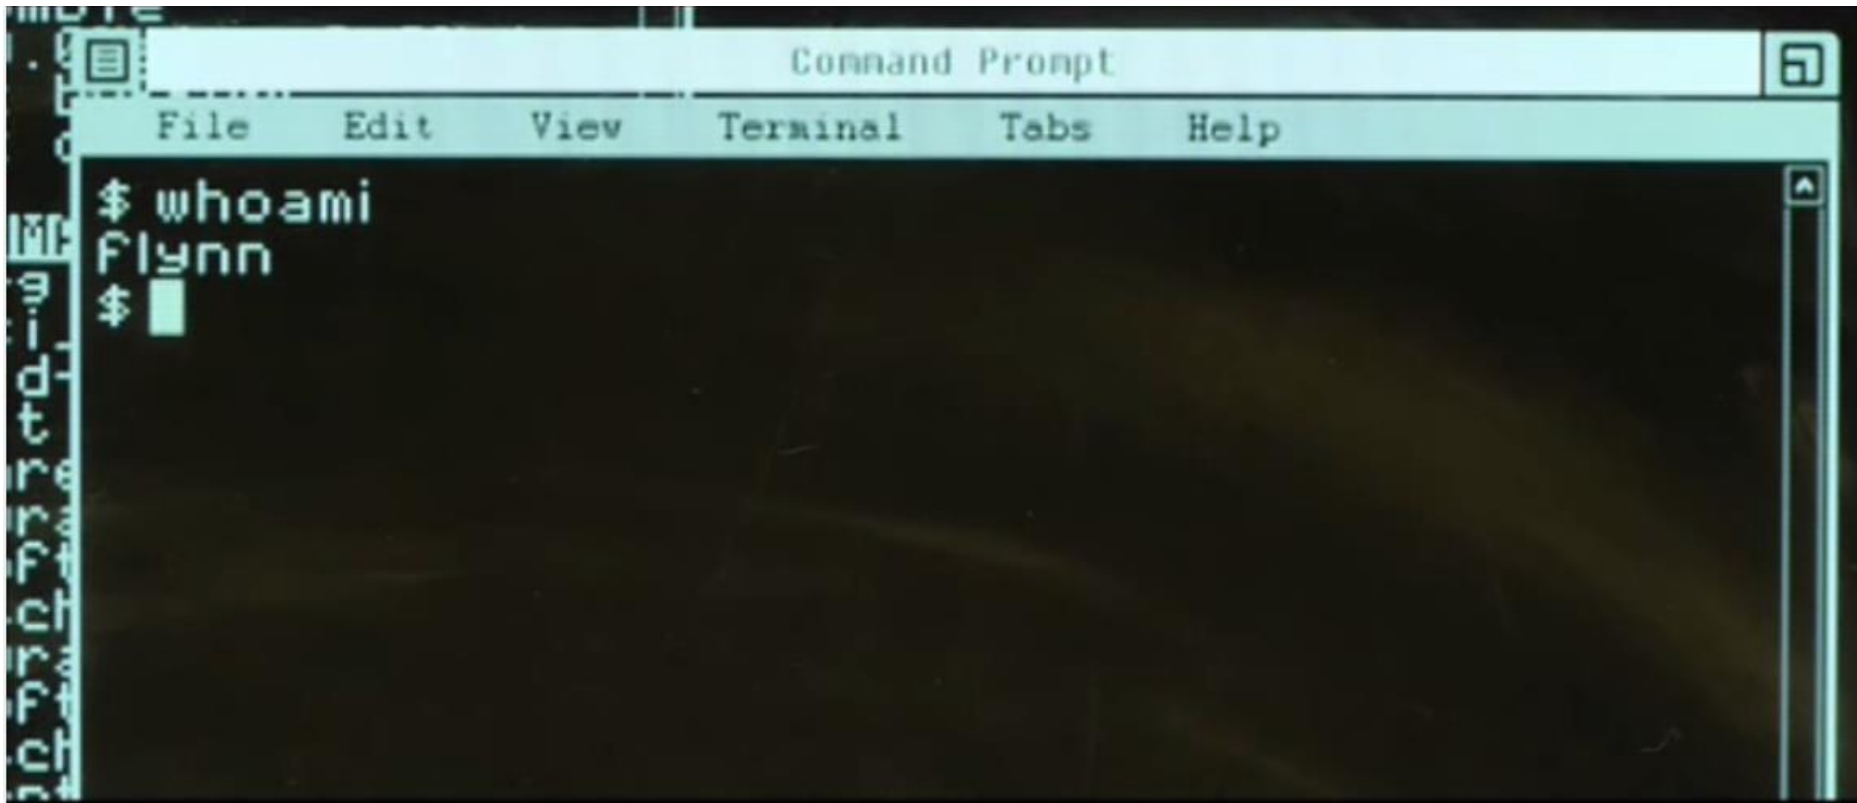 Command Prompt
File Edit View Terminal Tabs Help
$ whoami
flynn
$